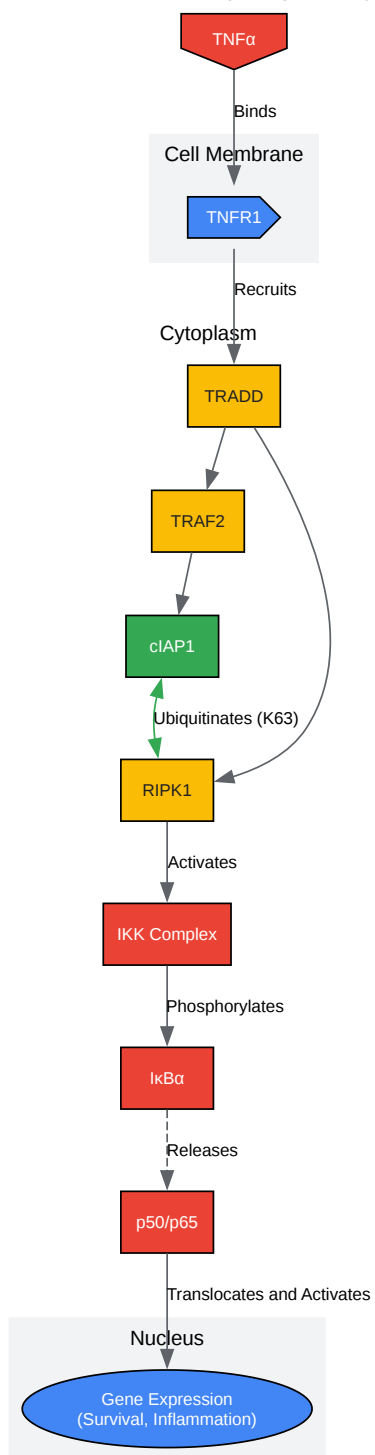 TNFα
Binds
Cell Membrane
TNFR1
Recruits
Cytoplasm
TRADD
TRAF2
cIAP1
Ubiquitinates (K63)
RIPK1
Activates
IKK Complex
Phosphorylates
IκBα
Releases
p50/p65
Translocates and Activates
Nucleus
Gene Expression
(Survival, Inflammation)